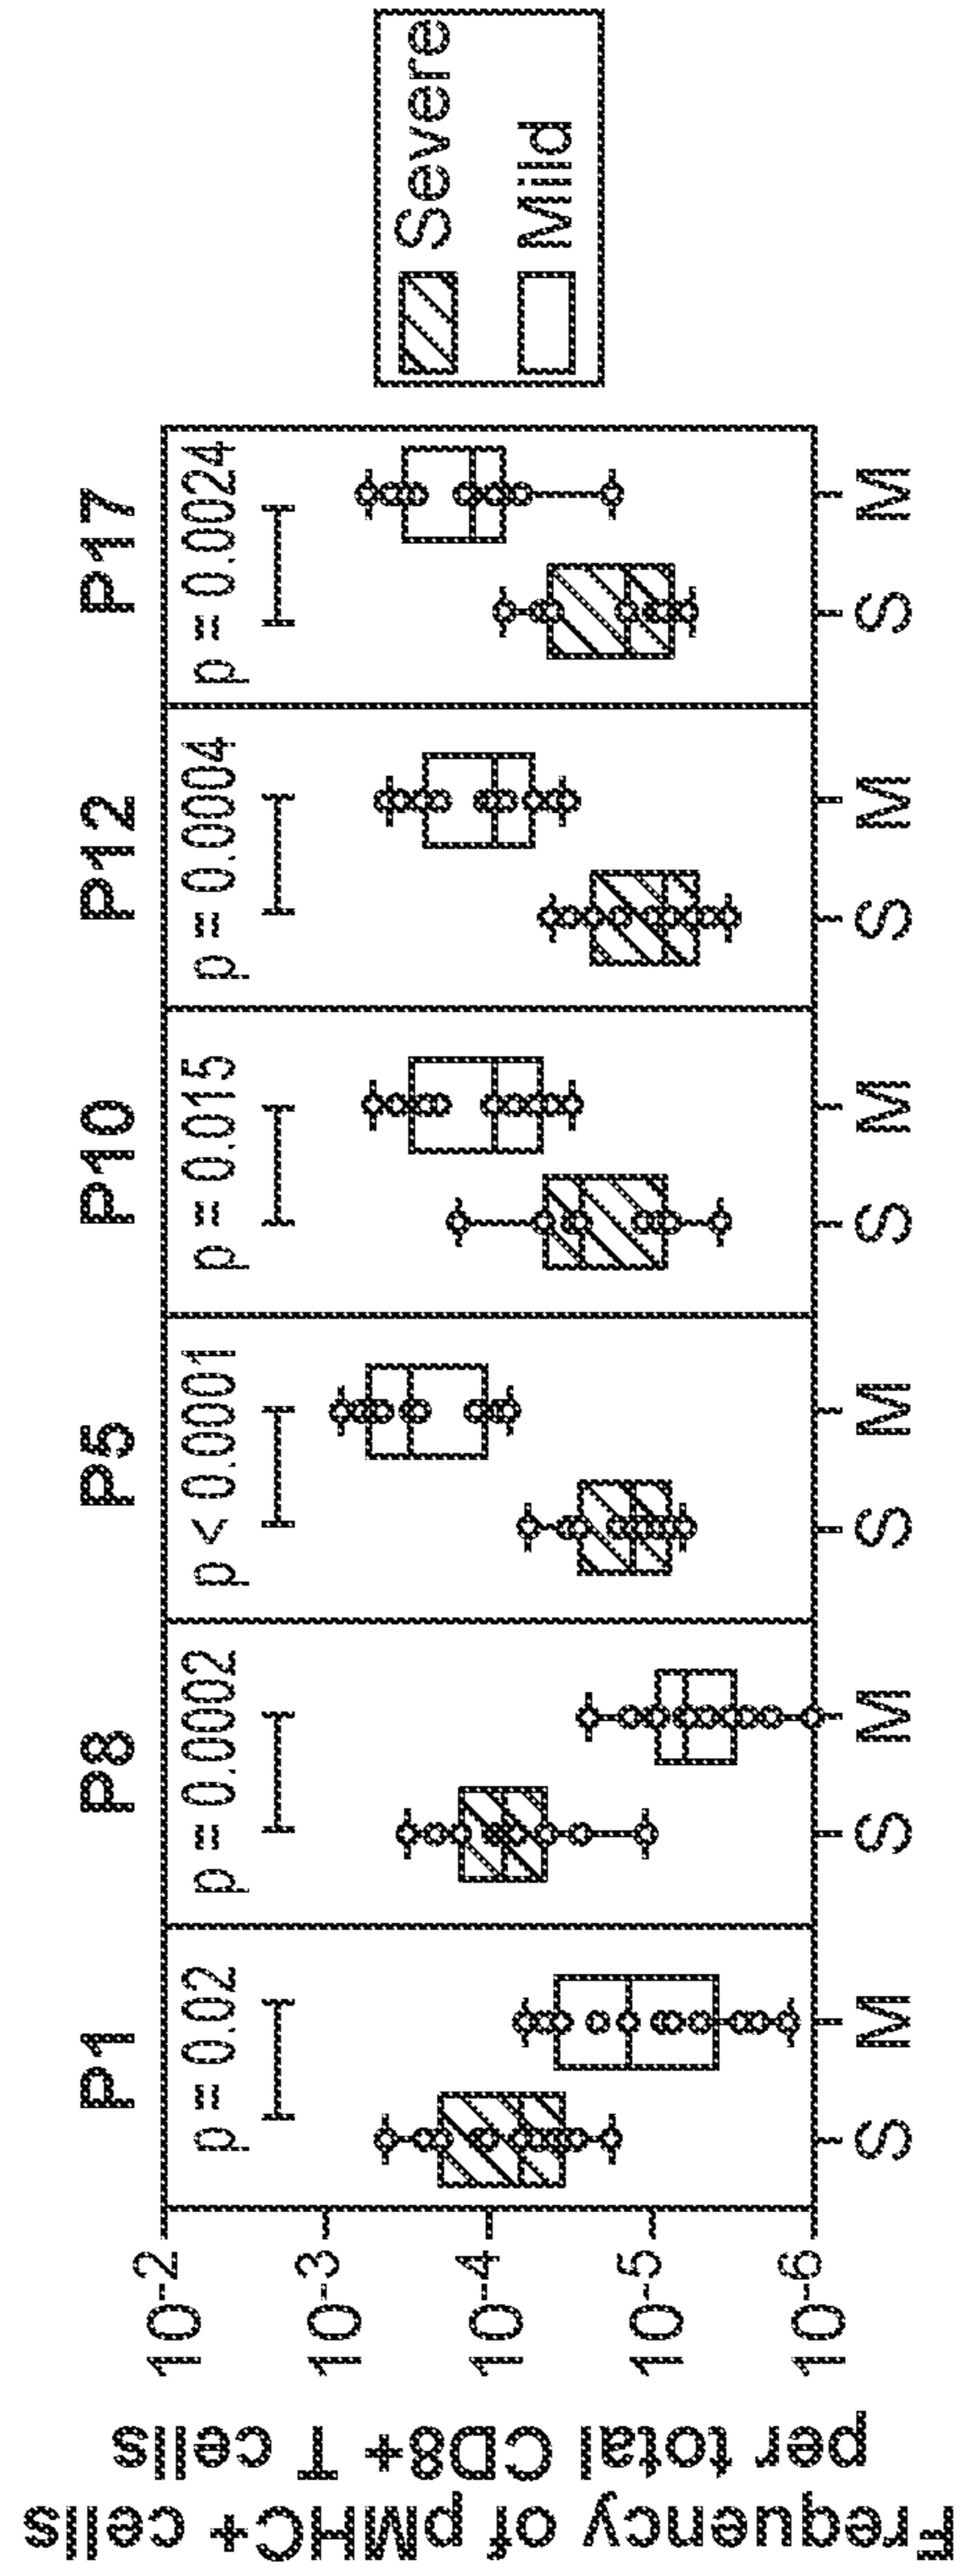 P1 P8 P5 P10 P12 P17
p = 0.02 p = 0.0002 p < 0.0001 p = 0.015 p = 0.0004 p = 0.0024
Frequency of pMHC+ cells
per total CD8+ T cells
10-2
10-3
10-4
10-5
10-6
S M S M S M S M S M S M
Severe
Mild